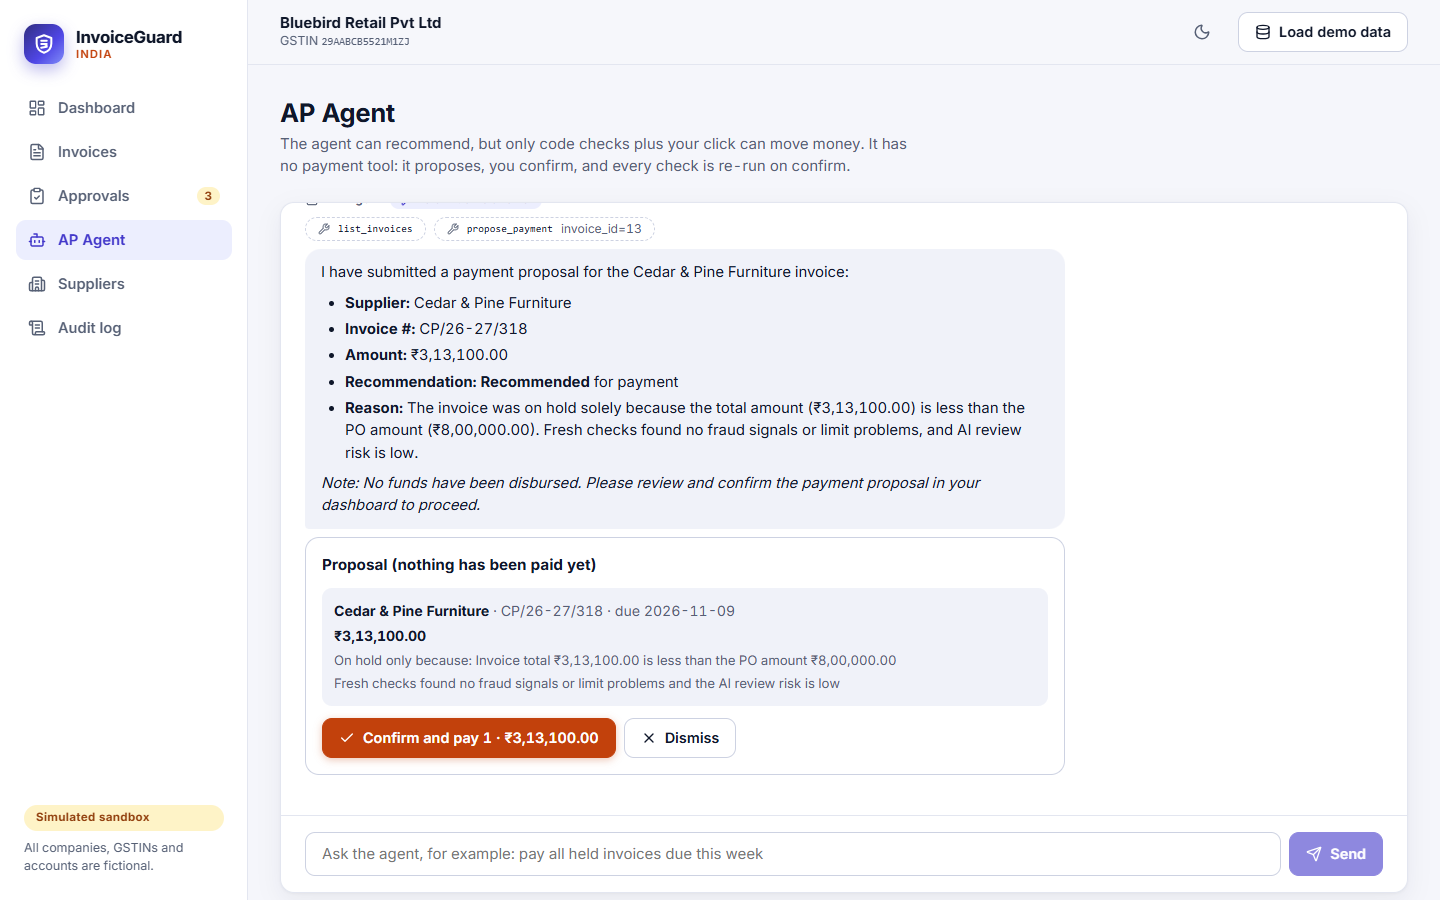 InvoiceGuard
INDIA
Dashboard
Invoices
Approvals 3
AP Agent
Suppliers
Audit log
Simulated sandbox
All companies, GSTINs and
accounts are fictional.
Bluebird Retail Pvt Ltd
GSTIN 29AABCB5521M1ZJ
Load demo data
AP Agent
The agent can recommend, but only code checks plus your click can move money. It has
no payment tool: it proposes, you confirm, and every check is re-run on confirm.
list_invoices propose_payment invoice_id=13
I have submitted a payment proposal for the Cedar & Pine Furniture invoice:
• Supplier: Cedar & Pine Furniture
• Invoice #: CP/26-27/318
• Amount: ₹3,13,100.00
• Recommendation: Recommended for payment
• Reason: The invoice was on hold solely because the total amount (₹3,13,100.00) is less than the
PO amount (₹8,00,000.00). Fresh checks found no fraud signals or limit problems, and AI review
risk is low.
Note: No funds have been disbursed. Please review and confirm the payment proposal in your
dashboard to proceed.
Proposal (nothing has been paid yet)
Cedar & Pine Furniture · CP/26-27/318 · due 2026-11-09
₹3,13,100.00
On hold only because: Invoice total ₹3,13,100.00 is less than the PO amount ₹8,00,000.00
Fresh checks found no fraud signals or limit problems and the AI review risk is low
Confirm and pay 1 · ₹3,13,100.00
Dismiss
Ask the agent, for example: pay all held invoices due this week
Send